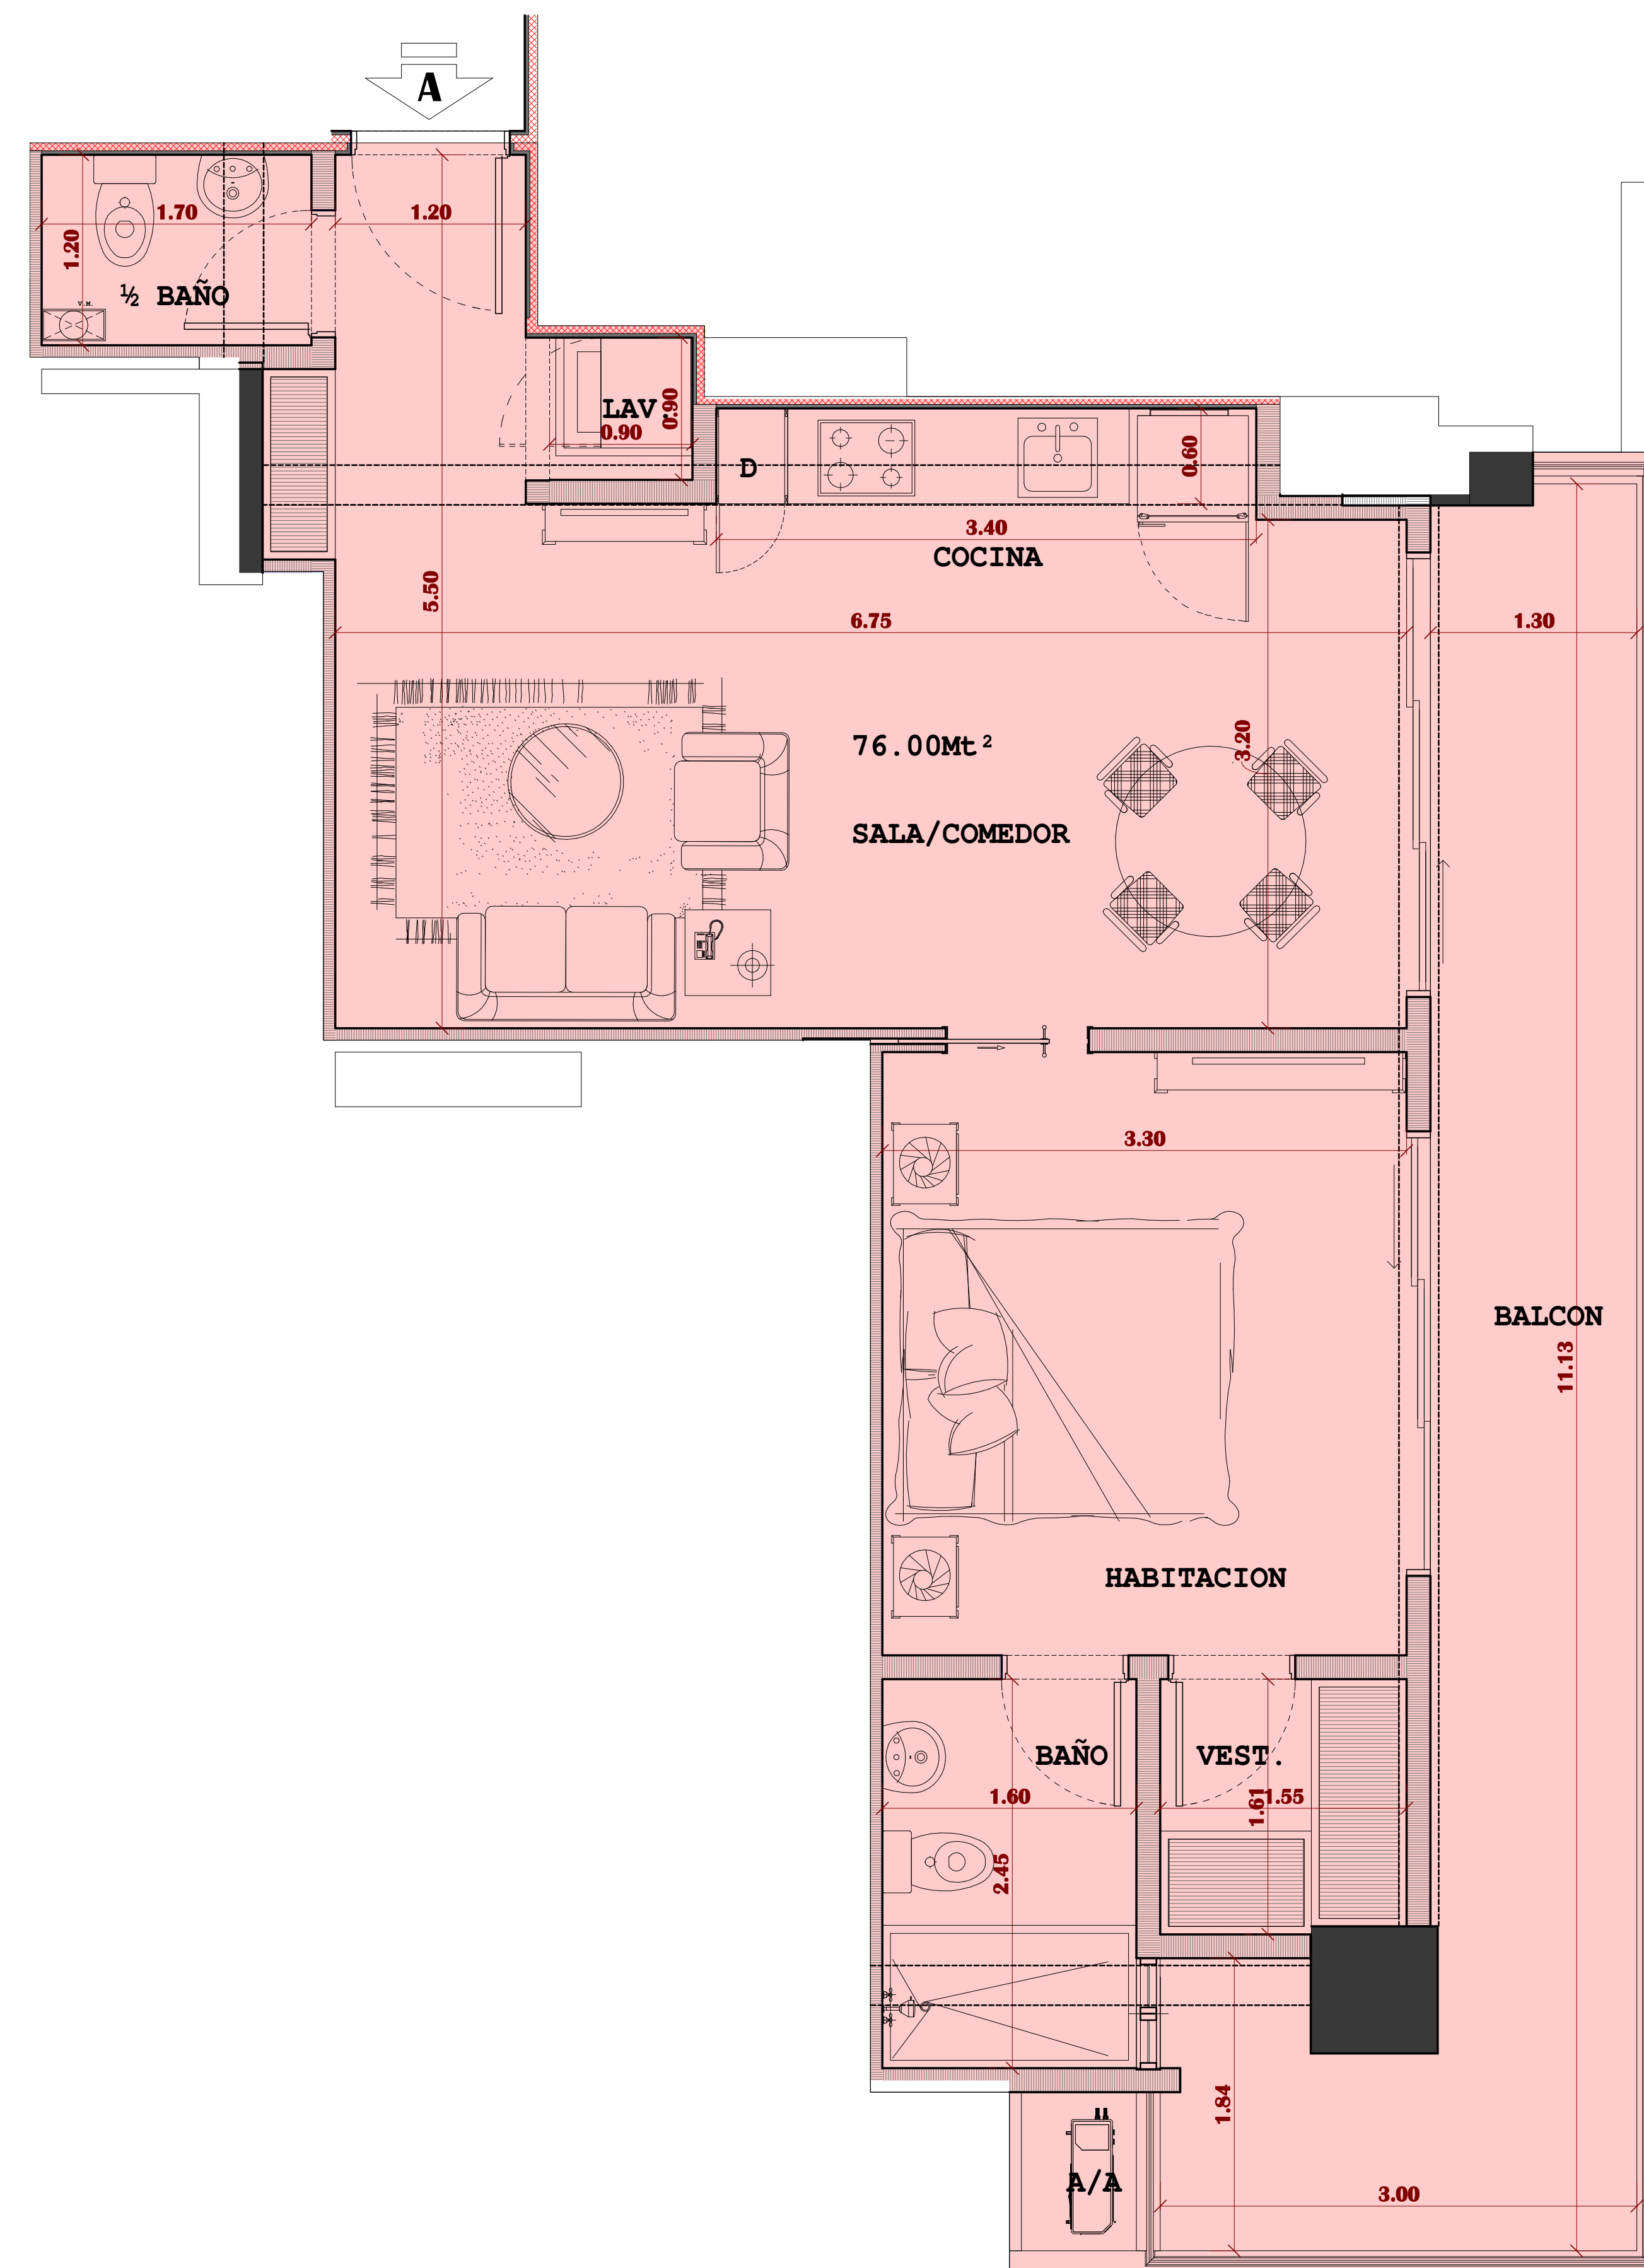 A
1.70
1.20
1.20
½ BAÑO
V.M.
LAV.
0.90
0.90
D
0.60
3.40
COCINA
5.50
6.75
1.30
76.00Mt²
3.20
SALA/COMEDOR
3.30
BALCON
11.13
HABITACION
BAÑO
VEST.
1.60
1.61
1.55
2.45
1.84
A/A
3.00